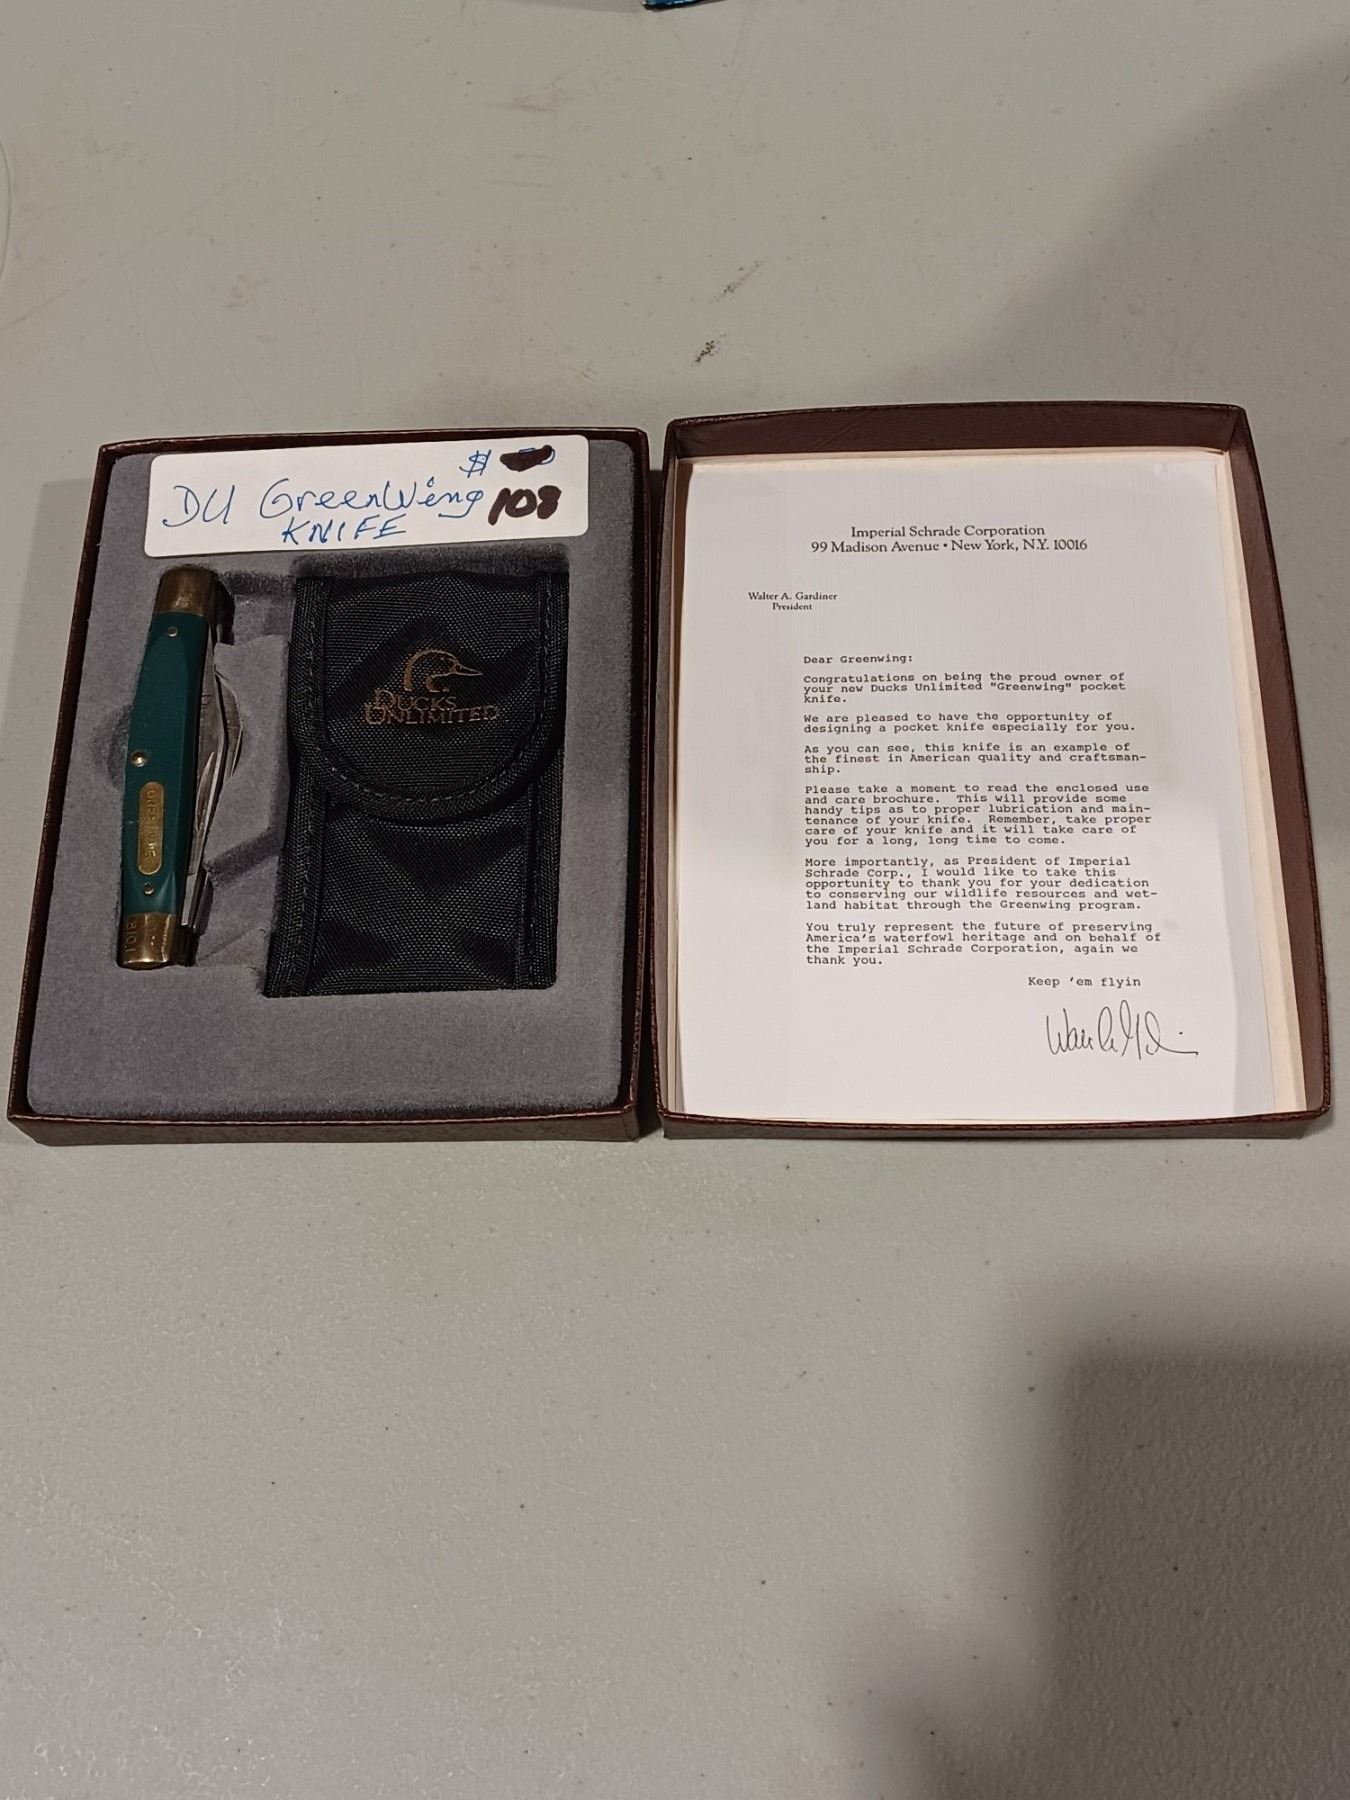 $
DU GreenWing 108
KNIFE
DUCKS
UNLIMITED
GREENWING
Imperial Schrade Corporation
99 Madison Avenue • New York, N.Y. 10016
Walter A. Gardiner
President
Dear Greenwing:
Congratulations on being the proud owner of
your new Ducks Unlimited "Greenwing" pocket
knife.
We are pleased to have the opportunity of
designing a pocket knife especially for you.
As you can see, this knife is an example of
the finest in American quality and craftsman-
ship.
Please take a moment to read the enclosed use
and care brochure. This will provide some
handy tips as to proper lubrication and main-
tenance of your knife. Remember, take proper
care of your knife and it will take care of
you for a long, long time to come.
More importantly, as President of Imperial
Schrade Corp., I would like to take this
opportunity to thank you for your dedication
to conserving our wildlife resources and wet-
land habitat through the Greenwing program.
You truly represent the future of preserving
America's waterfowl heritage and on behalf of
the Imperial Schrade Corporation, again we
thank you.
Keep 'em flyin